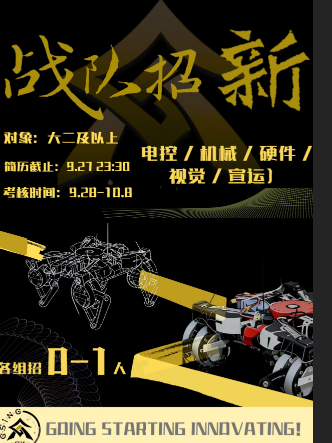 战队招新
对象：大二及以上
简历截止：9.27 23:30
考核时间：9.28-10.8
电控 / 机械 / 硬件 /
视觉 / 宣运）
各组招 0-1 人
GOING STARTING INNOVATING!